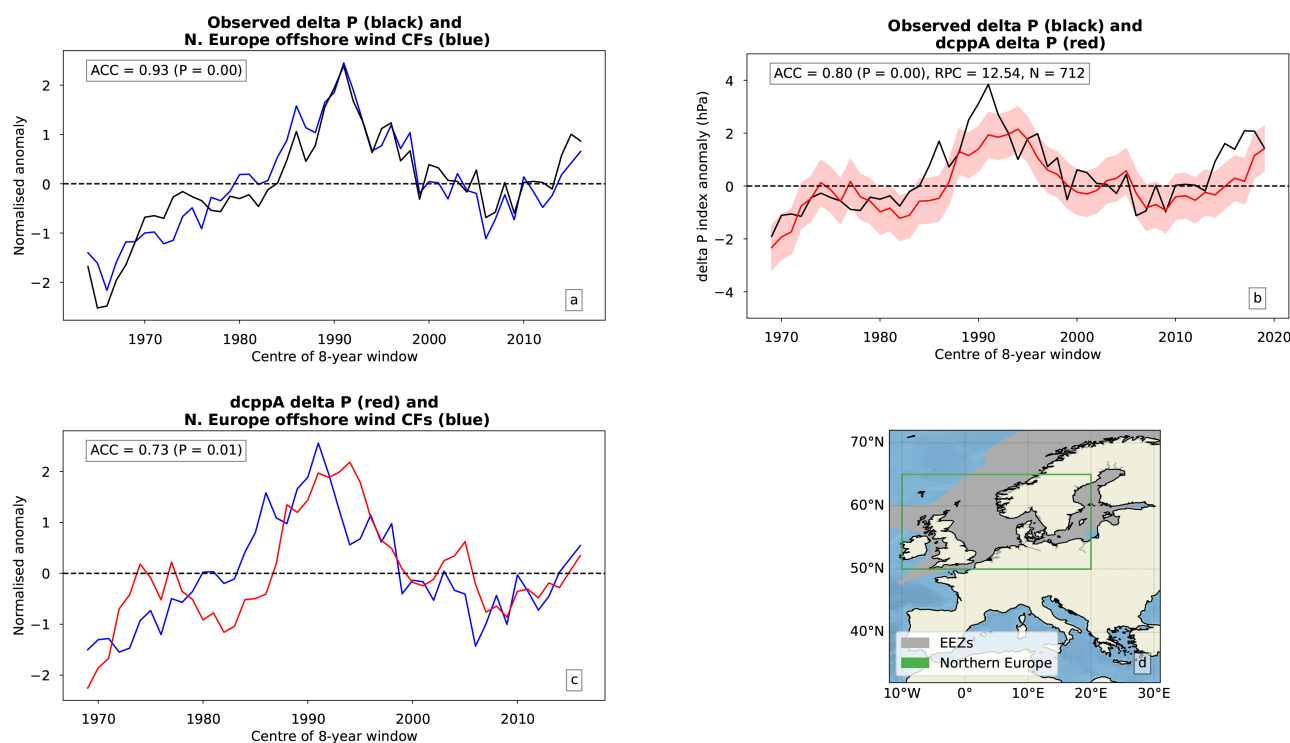 Observed delta P (black) and
N. Europe offshore wind CFs (blue)
ACC = 0.93 (P = 0.00)
Normalised anomaly
2
1
0
−1
−2
a
1970
1980
1990
2000
2010
Centre of 8-year window
Observed delta P (black) and
dcppA delta P (red)
ACC = 0.80 (P = 0.00), RPC = 12.54, N = 712
delta P index anomaly (hPa)
4
2
0
−2
−4
b
1970
1980
1990
2000
2010
2020
Centre of 8-year window
dcppA delta P (red) and
N. Europe offshore wind CFs (blue)
ACC = 0.73 (P = 0.01)
Normalised anomaly
2
1
0
−1
−2
c
1970
1980
1990
2000
2010
Centre of 8-year window
70°N
60°N
50°N
40°N
EEZs
Northern Europe
d
10°W
0°
10°E
20°E
30°E